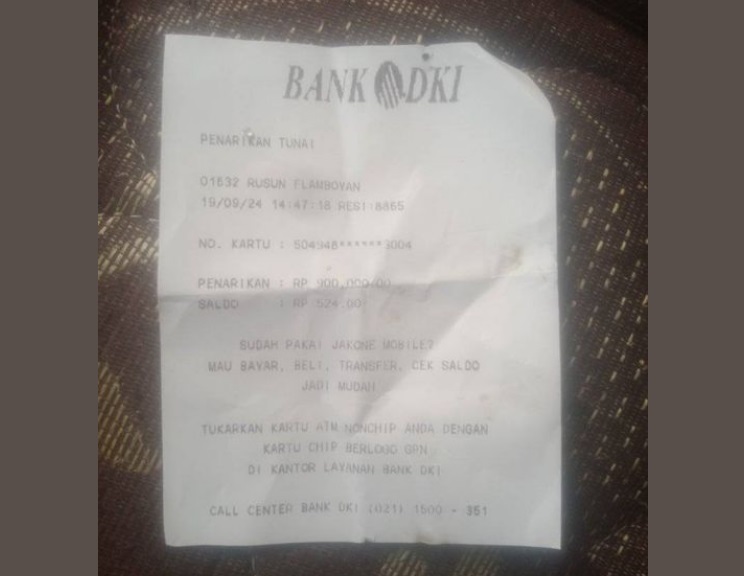 BANK DKI
PENARIKAN TUNAI
01632 RUSUN FLAMBOYAN
19/09/24 14:47:18 RESI:8865
NO. KARTU : 504948******3004
PENARIKAN : RP 900.000.00
SALDO : RP 524.00
SUDAH PAKAI JAKONE MOBILE?
MAU BAYAR, BELI, TRANSFER, CEK SALDO
JADI MUDAH
TUKARKAN KARTU ATM NONCHIP ANDA DENGAN
KARTU CHIP BERLOGO GPN
DI KANTOR LAYANAN BANK DKI
CALL CENTER BANK DKI (021) 1500 - 351